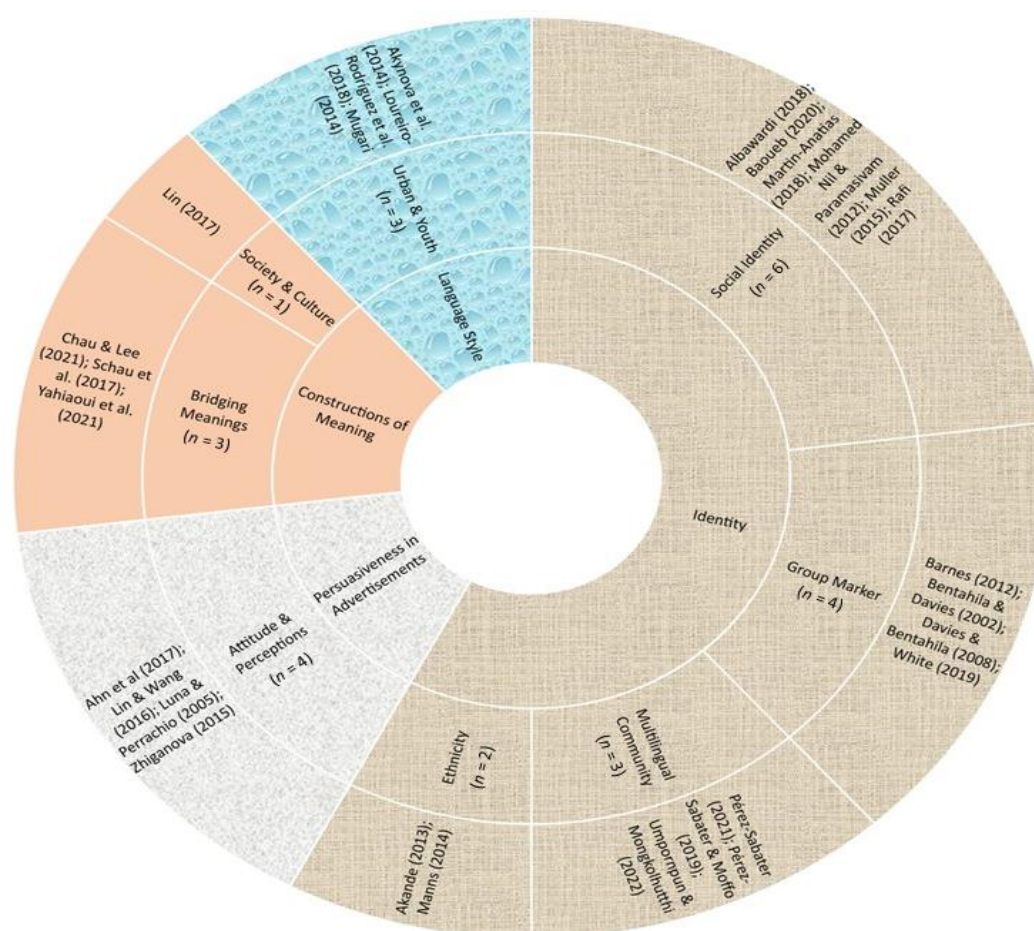 Akynova et al.
(2014); Loureiro-
Rodríguez et al.
(2018); Mugari
(2014)
Urban & Youth
(n = 3)
Language Style
Albawardi (2018);
Baoueb (2020);
Martin-Anatias
(2018); Mohamed
Nil &
Paramasivam
(2012); Muller
(2015); Rafi
(2017)
Social Identity
(n = 6)
Lin (2017)
Society & Culture
(n = 1)
Chau & Lee
(2021); Schau et
al. (2017);
Yahiaoui et al.
(2021)
Bridging
Meanings
(n = 3)
Constructions of
Meaning
Identity
Group Marker
(n = 4)
Barnes (2012);
Bentahila &
Davies (2002);
Davies &
Bentahila (2008);
White (2019)
Persuasiveness in
Advertisements
Attitude &
Perceptions
(n = 4)
Ahn et al (2017);
Lin & Wang
(2016); Luna &
Perrachio (2005);
Zhiganova (2015)
Ethnicity
(n = 2)
Akande (2013);
Manns (2014)
Multilingual
Community
(n = 3)
Pérez-Sabater
(2021); Pérez-
Sabater & Moffo
(2019);
Umpornpun &
Mongkolhutthi
(2022)